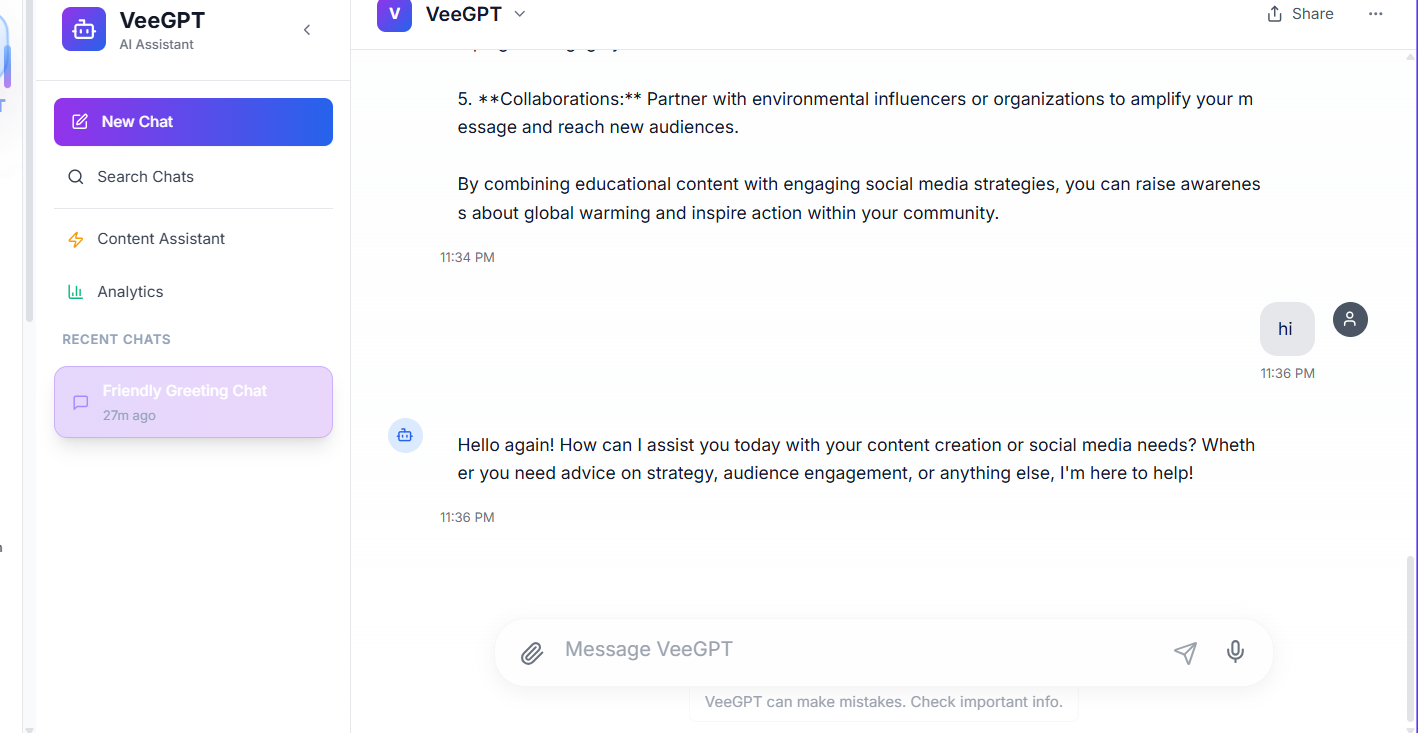 VeeGPT
AI Assistant
New Chat
Search Chats
Content Assistant
Analytics
RECENT CHATS
Friendly Greeting Chat
27m ago
V
VeeGPT
Share
5. **Collaborations:** Partner with environmental influencers or organizations to amplify your m
essage and reach new audiences.
By combining educational content with engaging social media strategies, you can raise awarenes
s about global warming and inspire action within your community.
11:34 PM
hi
11:36 PM
Hello again! How can I assist you today with your content creation or social media needs? Wheth
er you need advice on strategy, audience engagement, or anything else, I'm here to help!
11:36 PM
Message VeeGPT
VeeGPT can make mistakes. Check important info.